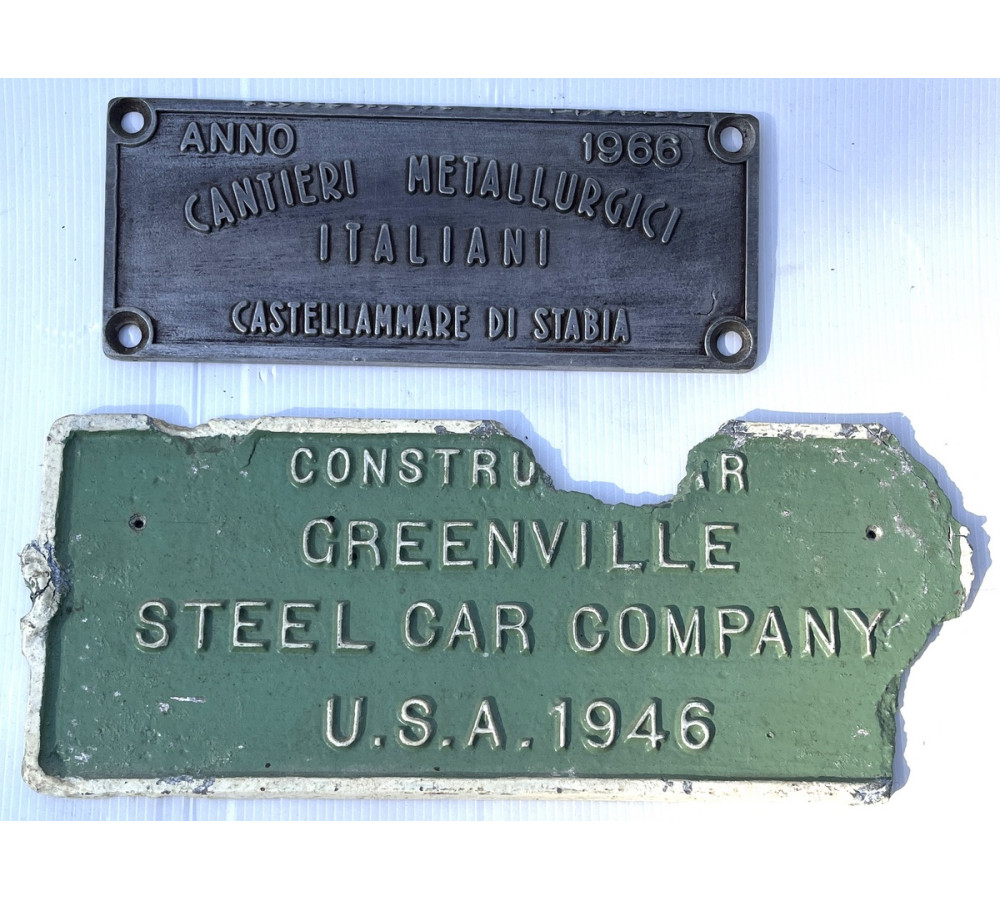 ANNO 1966
CANTIERI METALLURGICI
ITALIANI
CASTELLAMMARE DI STABIA
GREENVILLE
STEEL CAR COMPANY
U.S.A. 1946